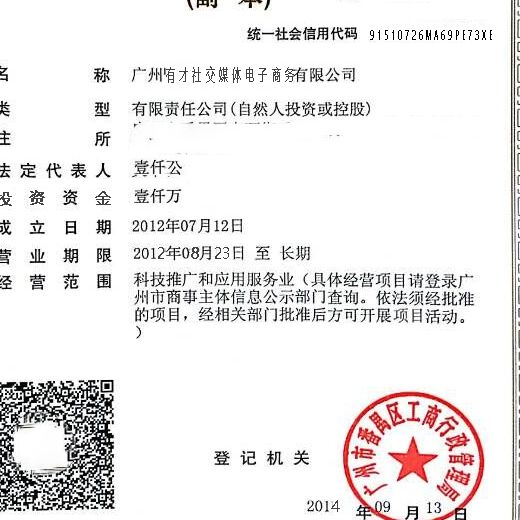 (副 本)
统一社会信用代码 91510726MA69PE73XE
名 称 广州有才社交媒体电子商务有限公司
类 型 有限责任公司(自然人投资或控股)
住 所
法定代表人 壹仟公
投资资金 壹仟万
成立日期 2012年07月12日
营业期限 2012年08月23日 至 长期
经营范围 科技推广和应用服务业(具体经营项目请登录广
州市商事主体信息公示部门查询。依法须经批准
的项目,经相关部门批准后方可开展项目活动。
)
广州市番禺区工商行政管理局
登记机关
2014 年 09 月 13 日